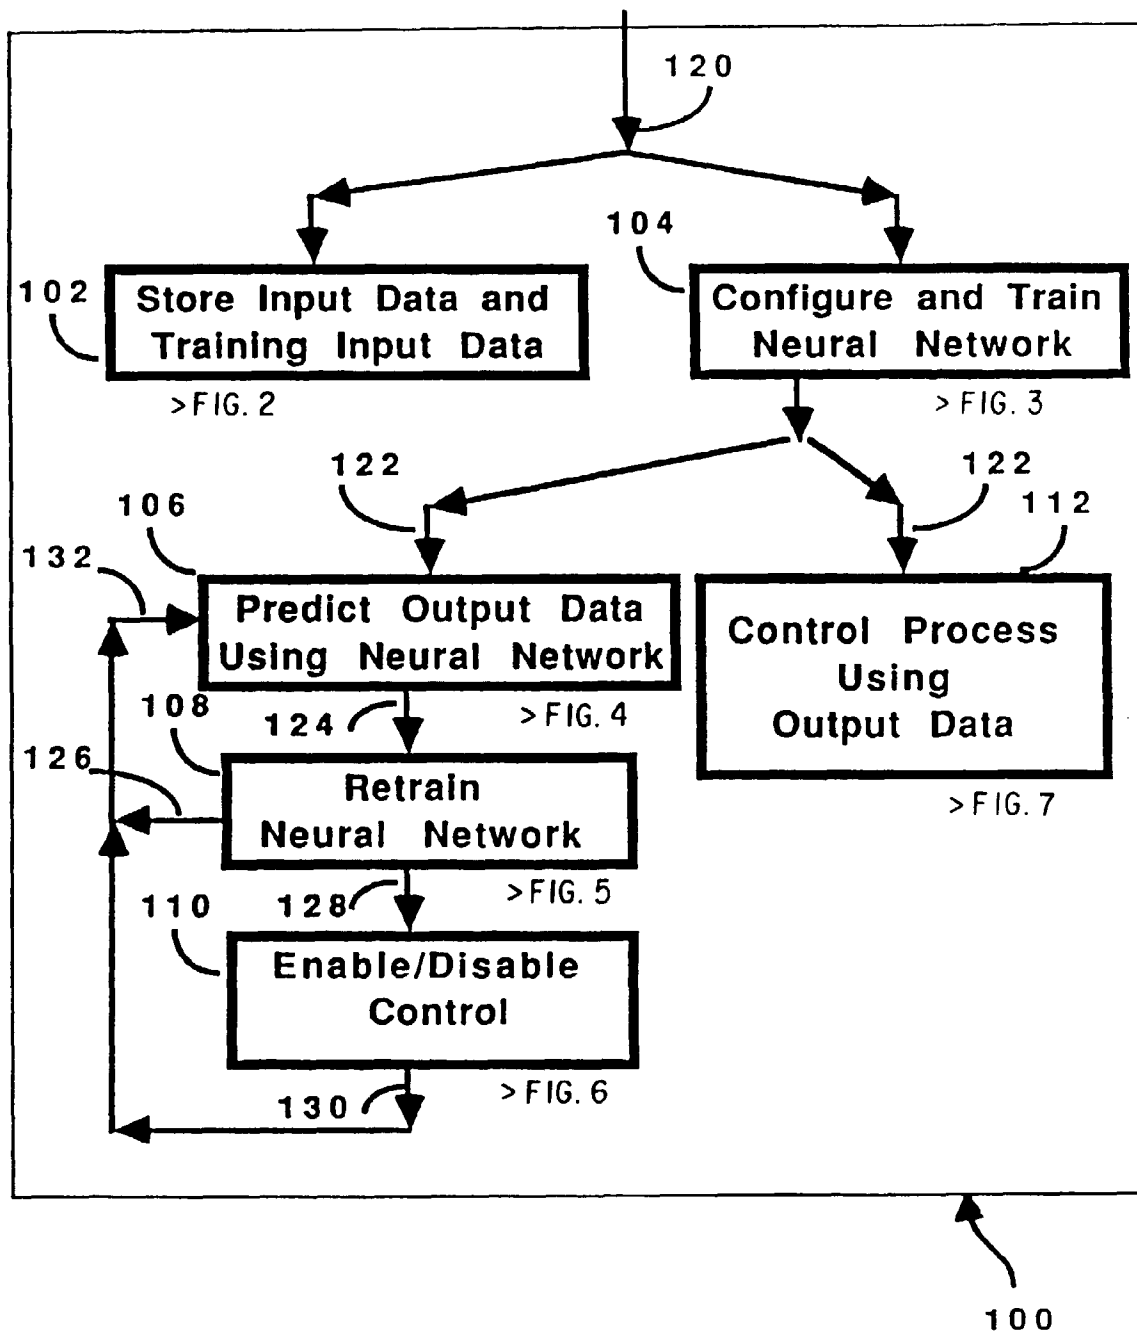 120
104
102
Store Input Data and
Training Input Data
>FIG. 2
Configure and Train
Neural Network
>FIG. 3
122
122
106
112
132
Predict Output Data
Using Neural Network
>FIG. 4
Control Process
Using
Output Data
>FIG. 7
108
124
126
Retrain
Neural Network
>FIG. 5
110
128
Enable/Disable
Control
>FIG. 6
130
100